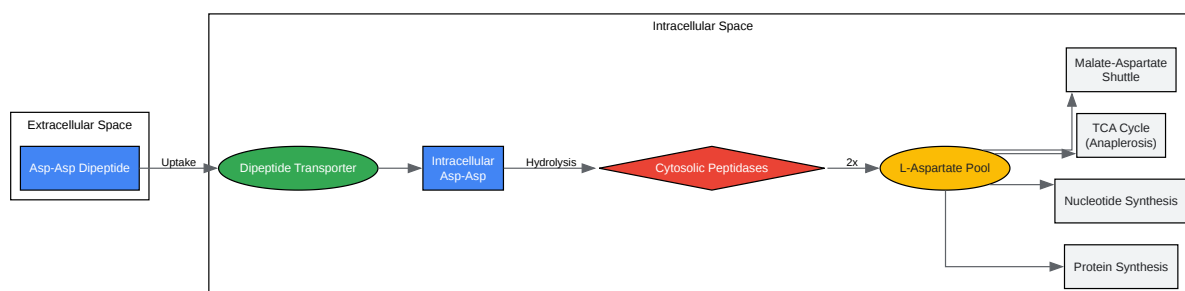 Intracellular Space
Extracellular Space
Asp-Asp Dipeptide
Uptake
Dipeptide Transporter
Intracellular
Asp-Asp
Hydrolysis
Cytosolic Peptidases
2x
L-Aspartate Pool
Malate-Aspartate
Shuttle
TCA Cycle
(Anaplerosis)
Nucleotide Synthesis
Protein Synthesis